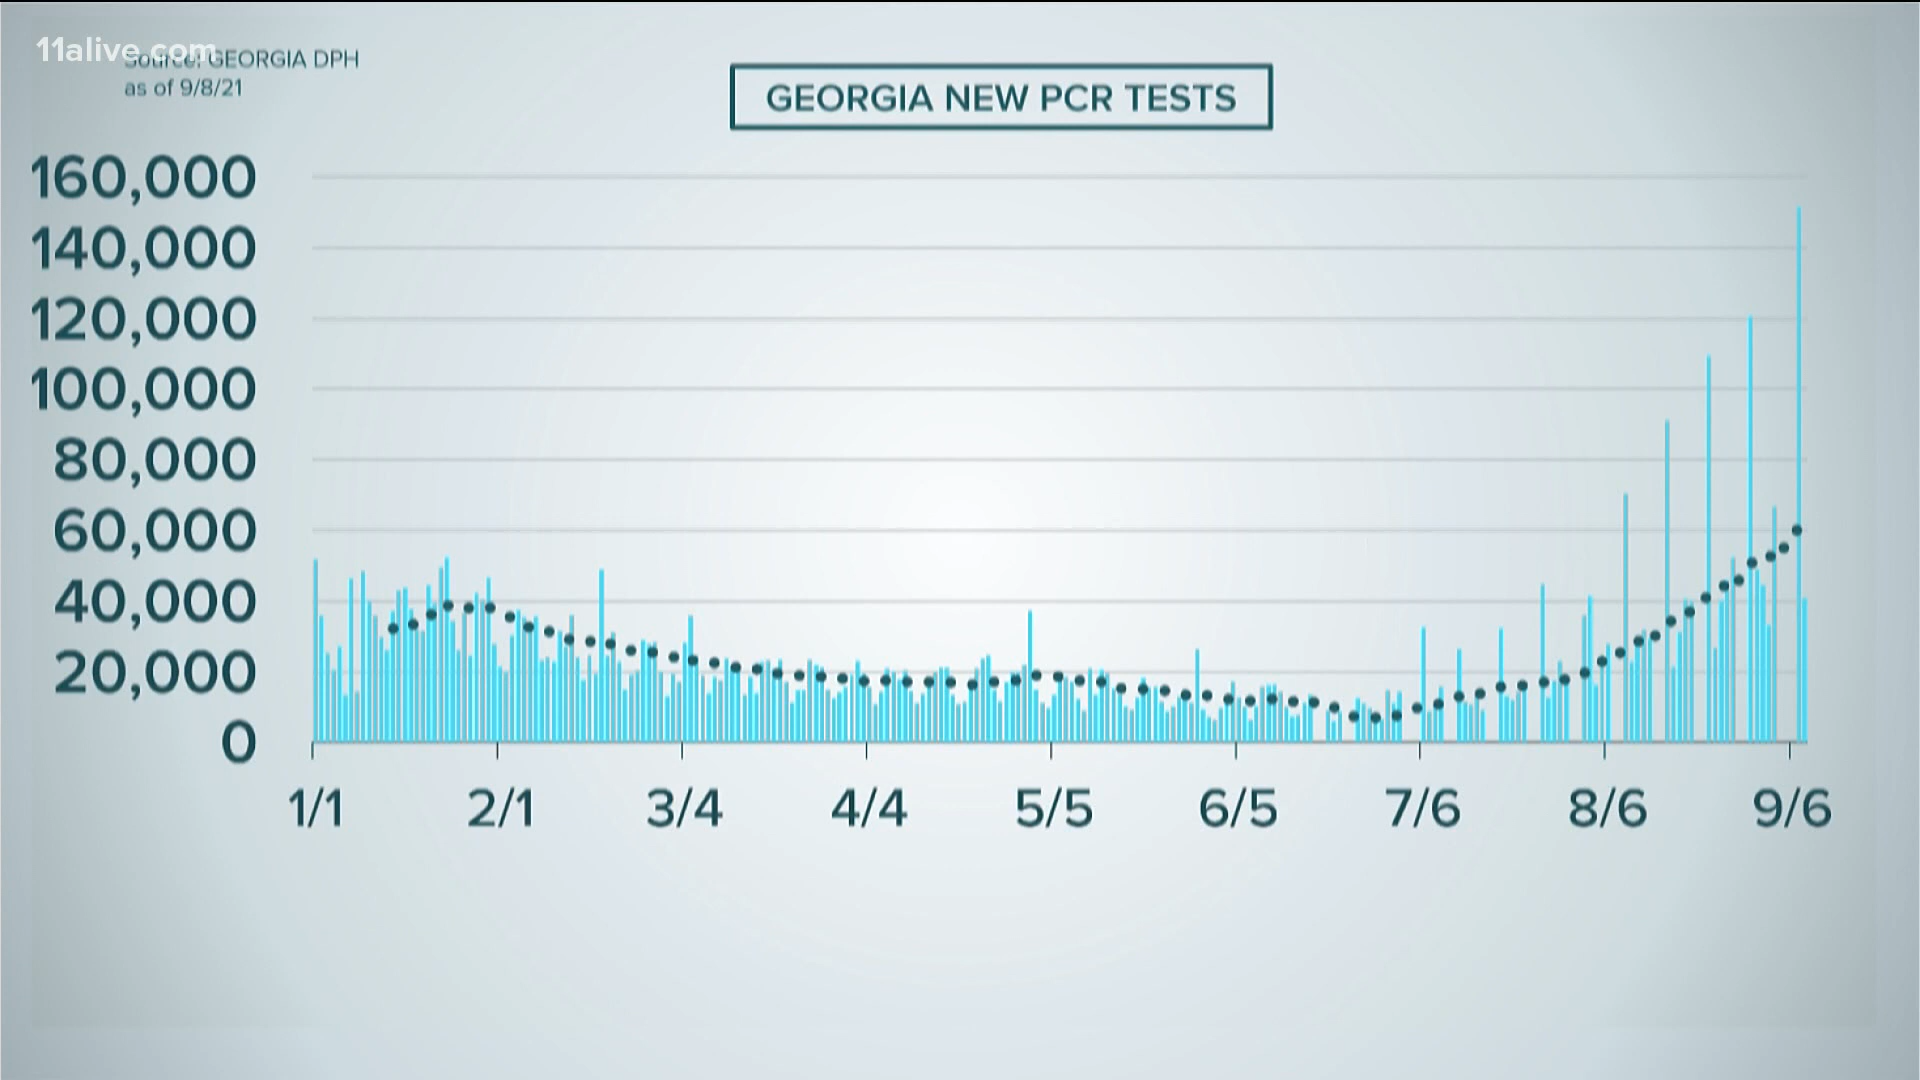 11alive.com
Source: GEORGIA DPH
as of 9/8/21
GEORGIA NEW PCR TESTS
160,000
140,000
120,000
100,000
80,000
60,000
40,000
20,000
0
1/1 2/1 3/4 4/4 5/5 6/5 7/6 8/6 9/6